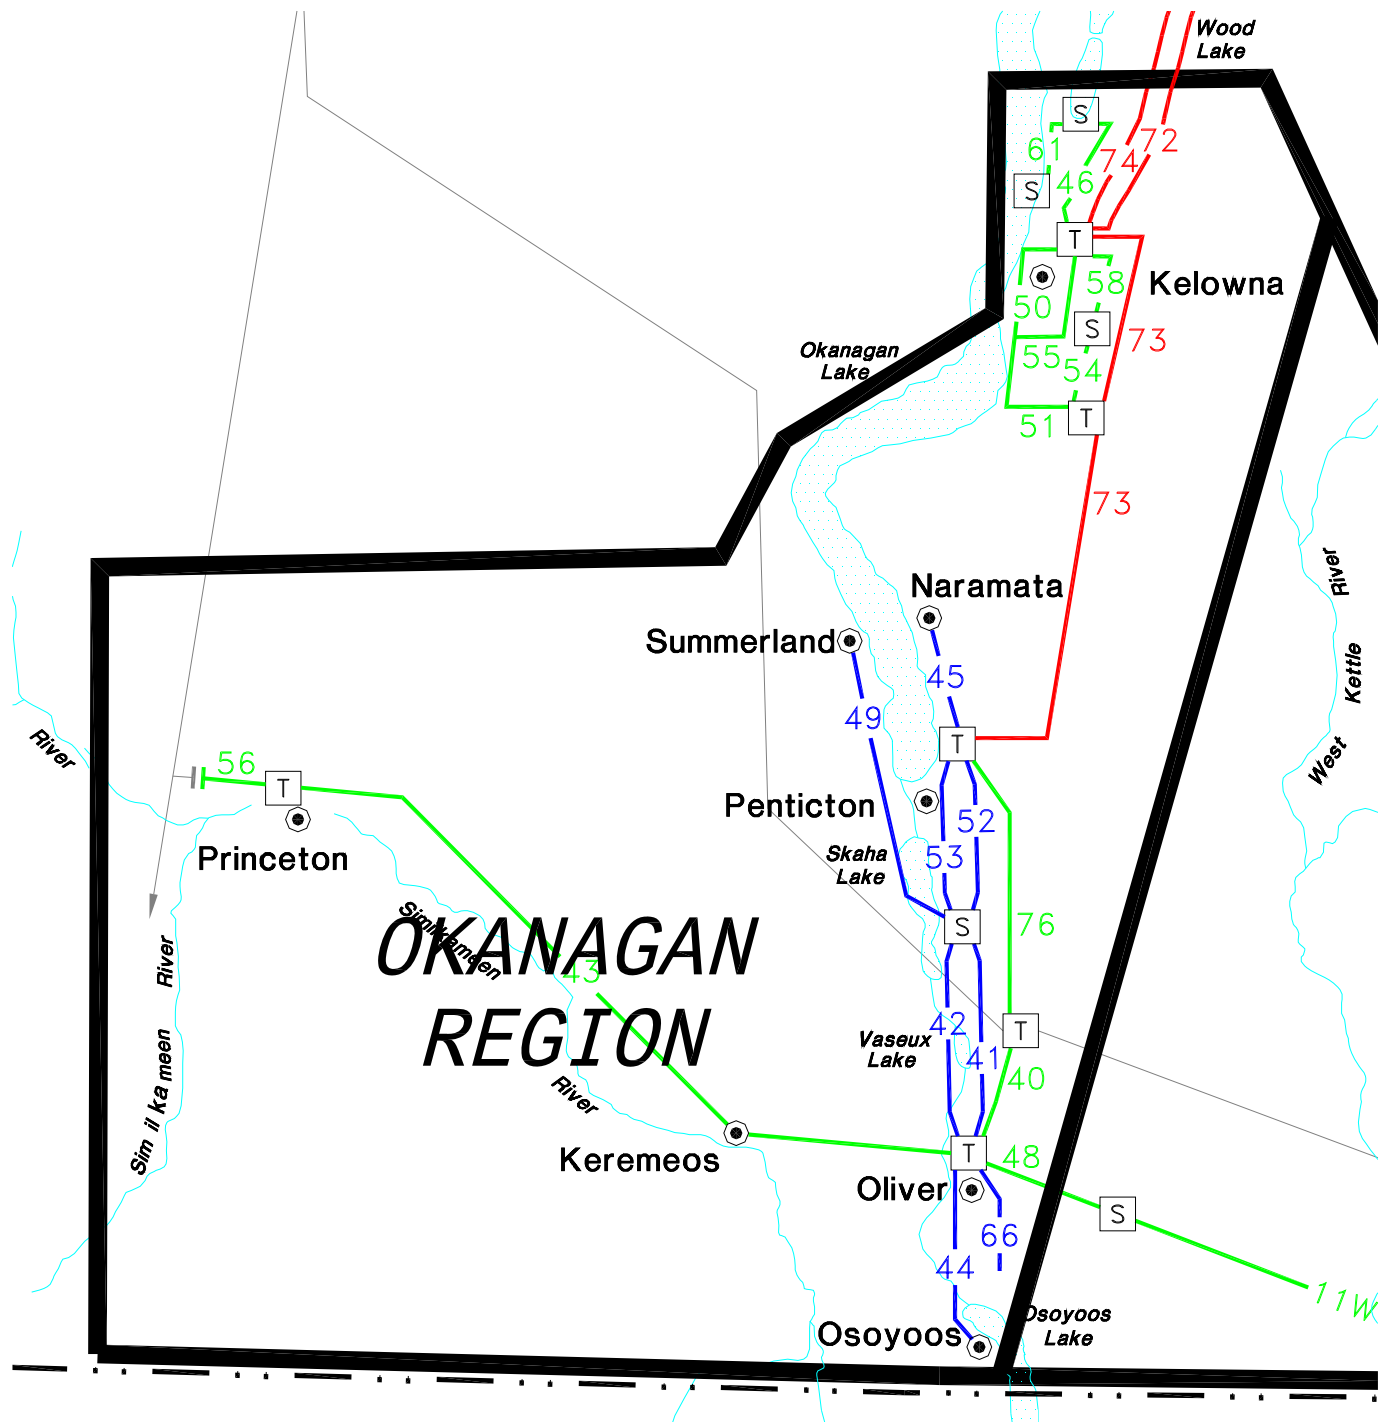 Wood
Lake
S
61
72
74
46
S
T
58
Kelowna
50
S
73
55
54
Okanagan
Lake
T
51
73
River
Kettle
West
Naramata
Summerland
45
49
T
River
56
T
Penticton
52
53
Princeton
Skaha
Lake
Similkameen
OKANAGAN
REGION
43
S
76
River
Sim il ka meen
42
T
Vaseux
Lake
41
40
River
Keremeos
T
48
Oliver
S
66
44
11W
Osoyoos
Lake
Osoyoos